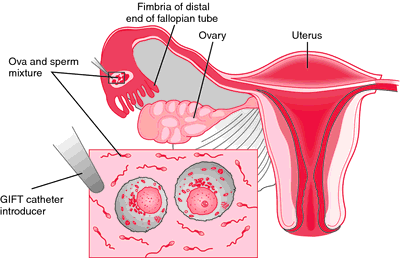 Fimbria of distal
end of fallopian tube
Ovary
Uterus
Ova and sperm
mixture
GIFT catheter
introducer